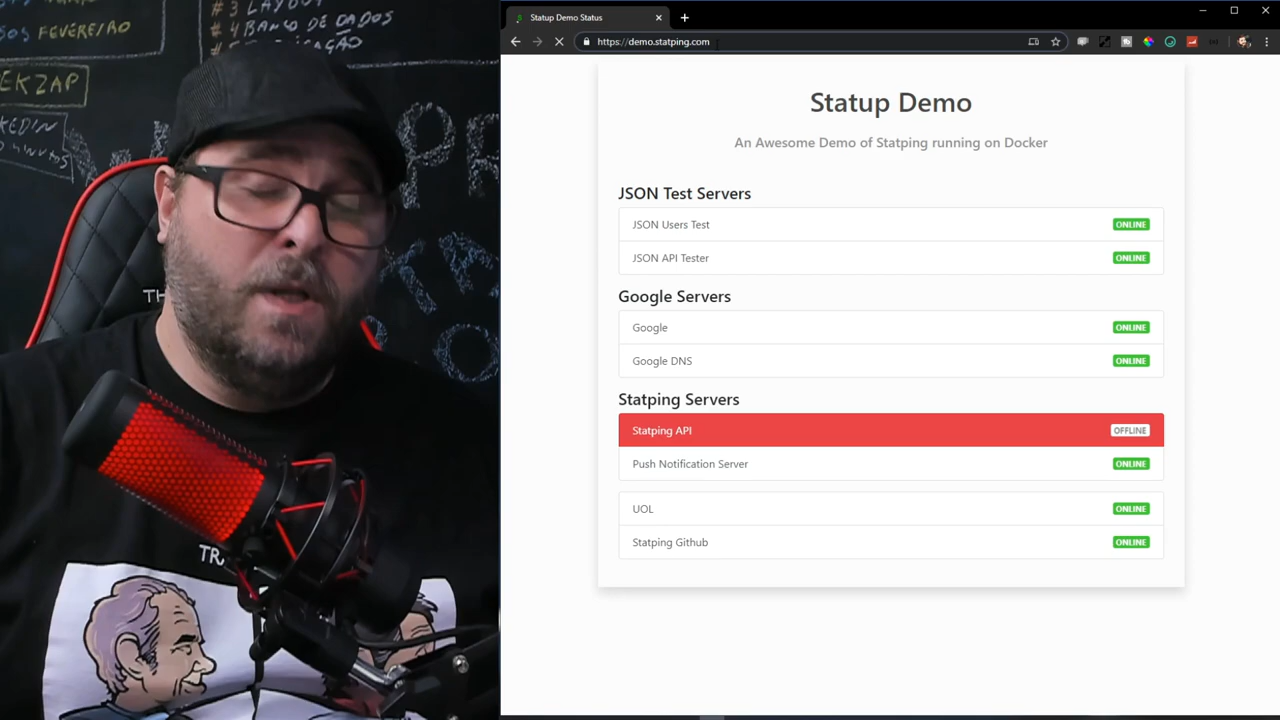 # 3 LAYOUT
# 4 BANCO DE DADOS
FEVEREIRO
EKZAP
TH
TR
Statup Demo Status
https://demo.statping.com
Statup Demo
An Awesome Demo of Statping running on Docker
JSON Test Servers
JSON Users Test ONLINE
JSON API Tester ONLINE
Google Servers
Google ONLINE
Google DNS ONLINE
Statping Servers
Statping API OFFLINE
Push Notification Server ONLINE
UOL ONLINE
Statping Github ONLINE